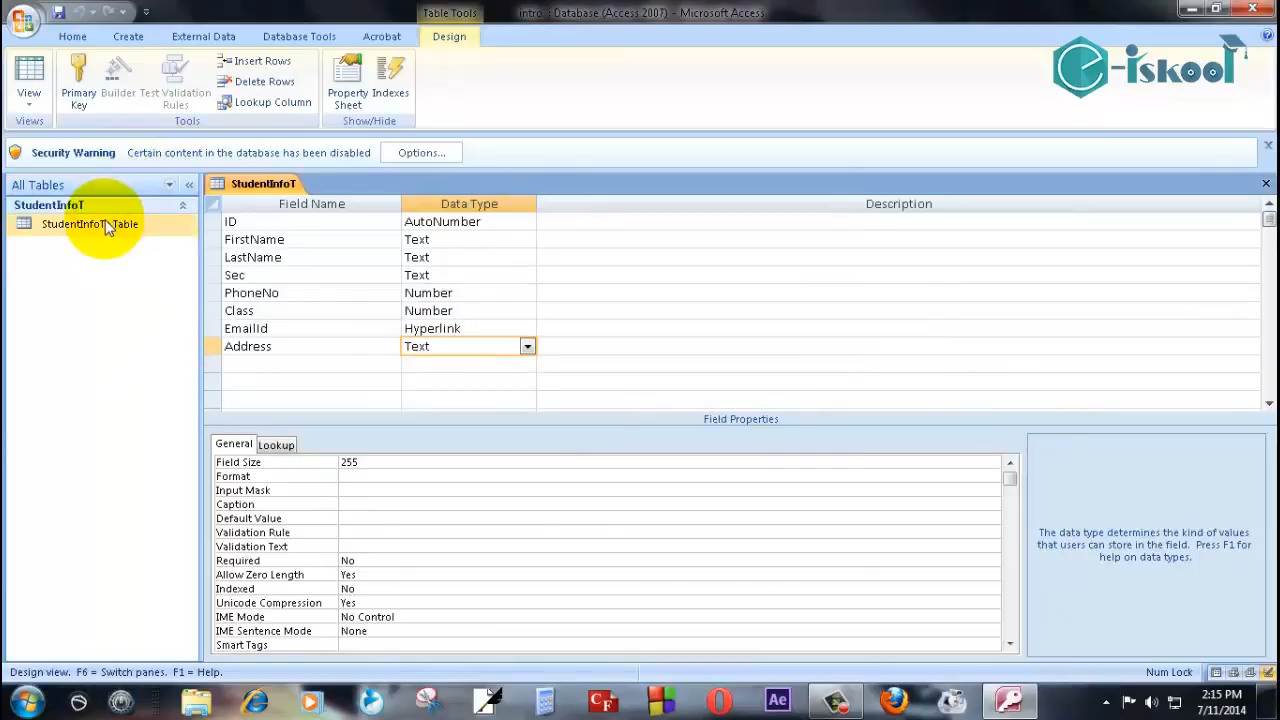 Table Tools
intro : Database (Access 2007) - Microsoft Access
Home Create External Data Database Tools Acrobat Design
e-iskool
View
Primary Key
Builder
Test Validation Rules
Insert Rows
Delete Rows
Lookup Column
Property Sheet
Indexes
Views Tools Show/Hide
Security Warning Certain content in the database has been disabled Options...
All Tables
StudentInfoT
StudentInfoT : Table
StudentInfoT
Field Name Data Type Description
ID AutoNumber
FirstName Text
LastName Text
Sec Text
PhoneNo Number
Class Number
EmailId Hyperlink
Address Text
Field Properties
General Lookup
Field Size 255
Format
Input Mask
Caption
Default Value
Validation Rule
Validation Text
Required No
Allow Zero Length Yes
Indexed No
Unicode Compression Yes
IME Mode No Control
IME Sentence Mode None
Smart Tags
The data type determines the kind of values
that users can store in the field. Press F1 for
help on data types.
Design view. F6 = Switch panes. F1 = Help.
Num Lock
CF
Ae
2:15 PM
7/11/2014